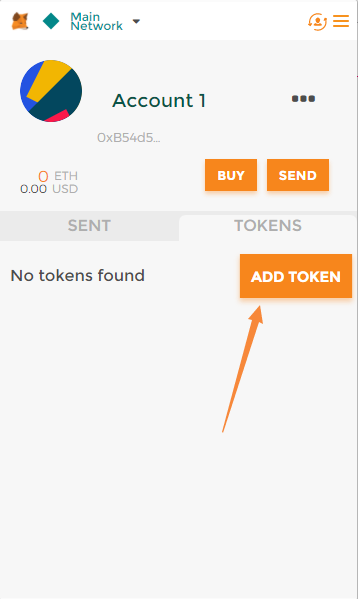 Main
Network
Account 1
0xB54d5...
0 ETH
0.00 USD
BUY
SEND
SENT
TOKENS
No tokens found
ADD TOKEN